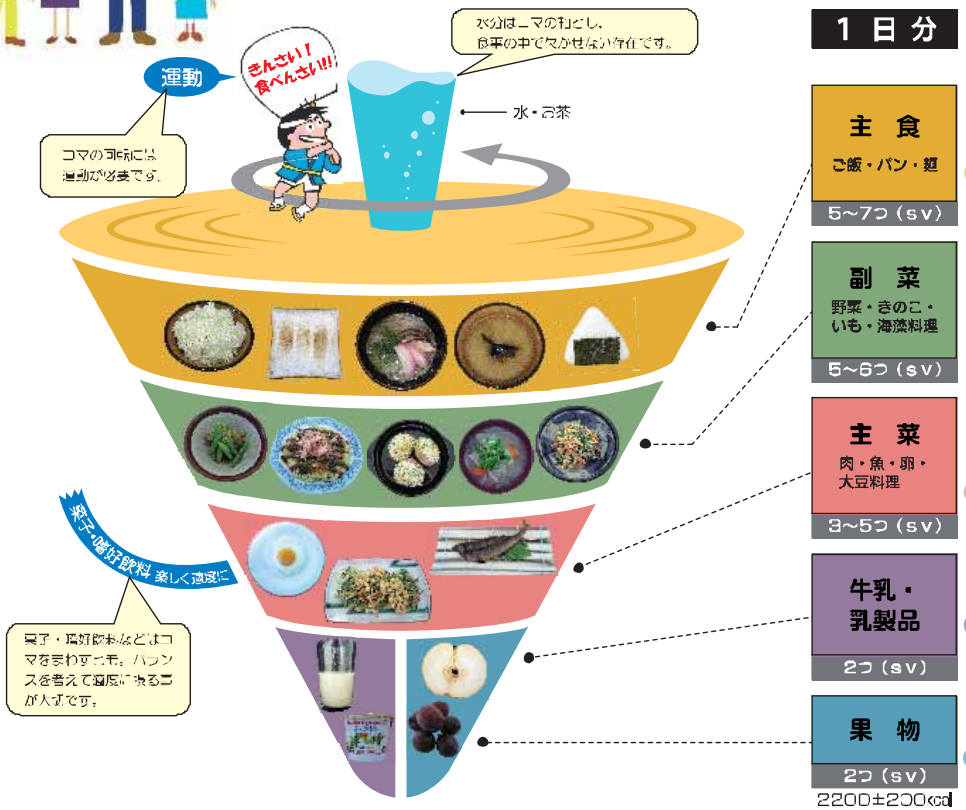 水分はコマの軸とし、
食事の中で欠かせない存在です。
1日分
運動
きんさい!
食べんさい!!
水・お茶
コマの回転には
運動が必要です。
主 食
ご飯・パン・麺
5~7つ(sv)
副 菜
野菜・きのこ・
いも・海藻料理
5~6つ(sv)
主 菜
肉・魚・卵・
大豆料理
3~5つ(sv)
菓子・嗜好飲料 楽しく適度に
菓子・嗜好飲料などはコ
マをまわすヒモ。バラン
スを考えて適度に摂る事
が大切です。
牛乳・
乳製品
2つ(sv)
果 物
2つ(sv)
2200±200kcal